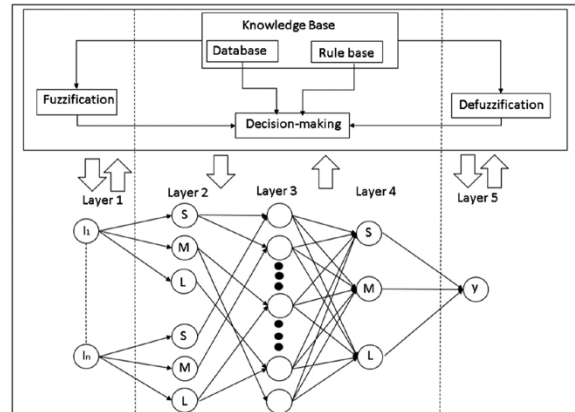 Knowledge Base
Database
Rule base
Fuzzification
Defuzzification
Decision-making
Layer 1
Layer 2
Layer 3
Layer 4
Layer 5
I₁
S
M
L
Iₙ
S
M
L
S
M
L
y